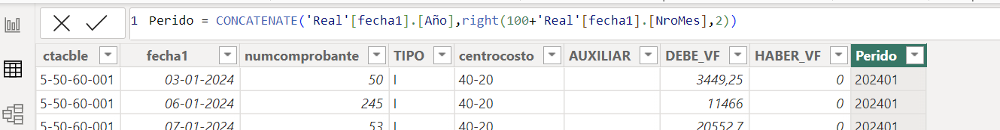 1 Perido = CONCATENATE('Real'[fecha1].[Año],right(100+'Real'[fecha1].[NroMes],2))
ctacble fecha1 numcomprobante TIPO centrocosto AUXILIAR DEBE_VF HABER_VF Perido
5-50-60-001 03-01-2024 50 I 40-20 3449,25 0 202401
5-50-60-001 06-01-2024 245 I 40-20 11466 0 202401
5-50-60-001 07-01-2024 53 I 40-20 20552,7 0 202401